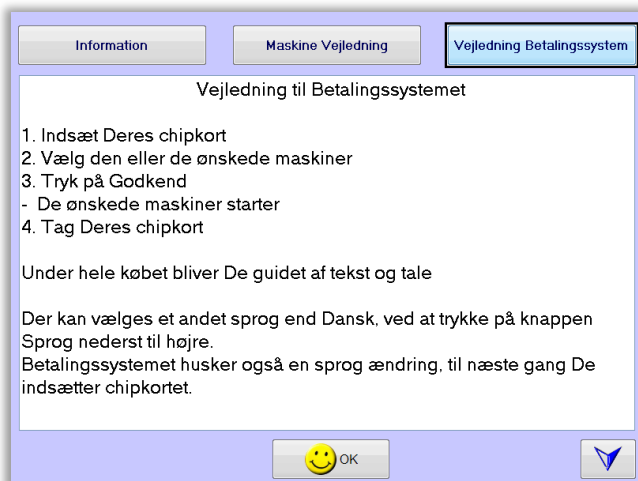 Information
Maskine Vejledning
Vejledning Betalingssystem
Vejledning til Betalingssystemet
1. Indsæt Deres chipkort
2. Vælg den eller de ønskede maskiner
3. Tryk på Godkend
- De ønskede maskiner starter
4. Tag Deres chipkort
Under hele købet bliver De guidet af tekst og tale
Der kan vælges et andet sprog end Dansk, ved at trykke på knappen
Sprog nederst til højre.
Betalingssystemet husker også en sprog ændring, til næste gang De
indsætter chipkortet.
OK